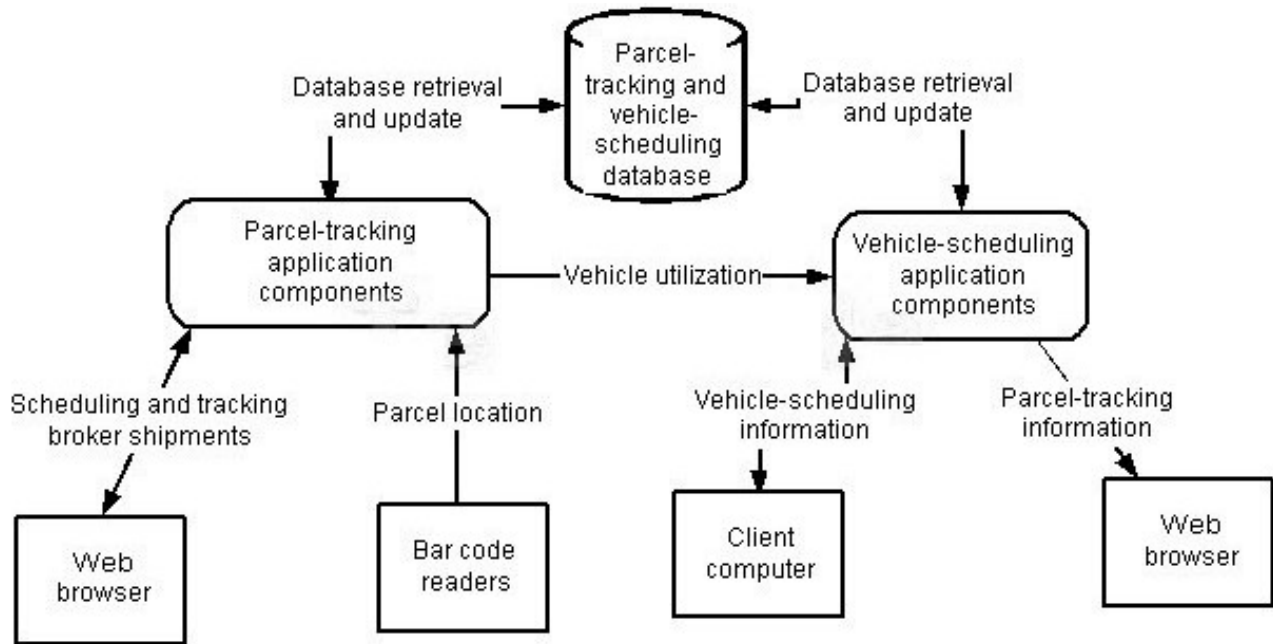 Parcel-
tracking and
vehicle-
scheduling
database
Database retrieval
and update
Database retrieval
and update
Parcel-tracking
application
components
Vehicle utilization
Vehicle-scheduling
application
components
Scheduling and tracking
broker shipments
Parcel location
Vehicle-scheduling
information
Parcel-tracking
information
Web
browser
Bar code
readers
Client
computer
Web
browser